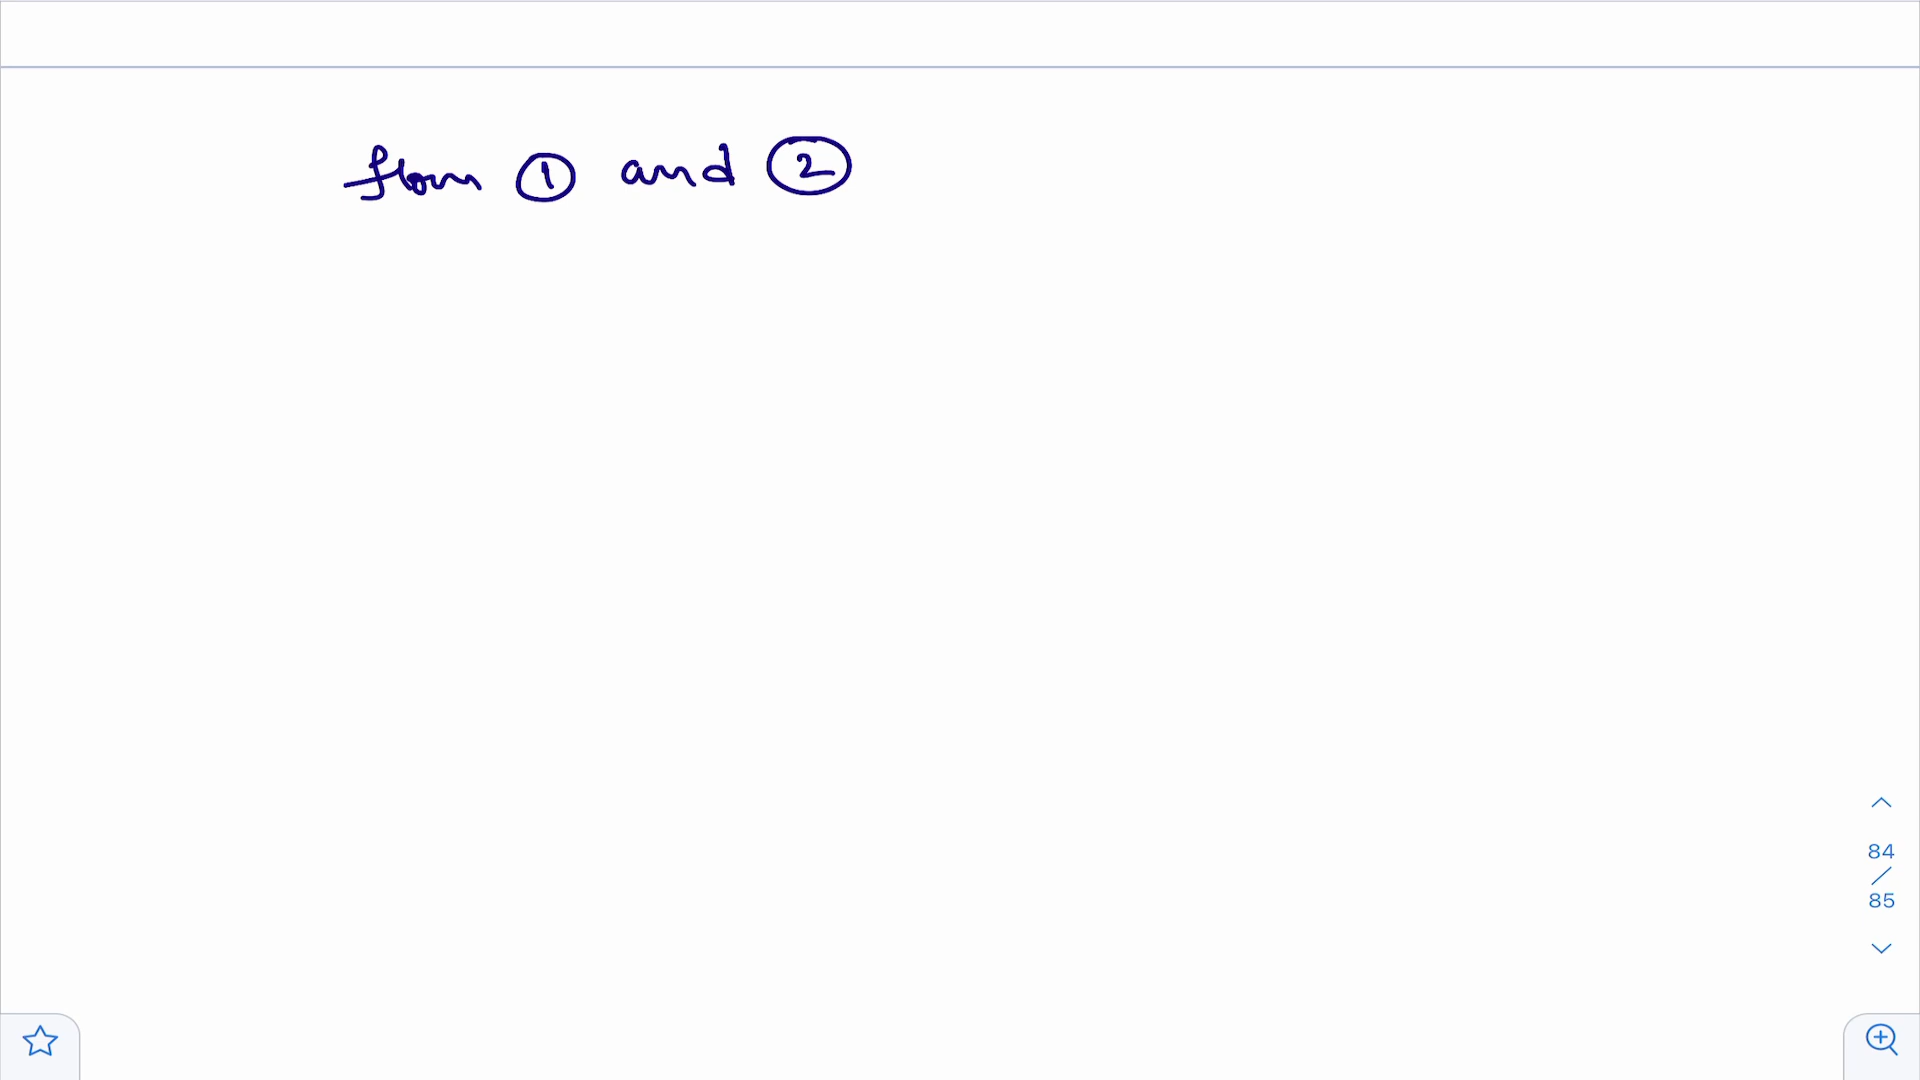 from ① and ②
84
/
85